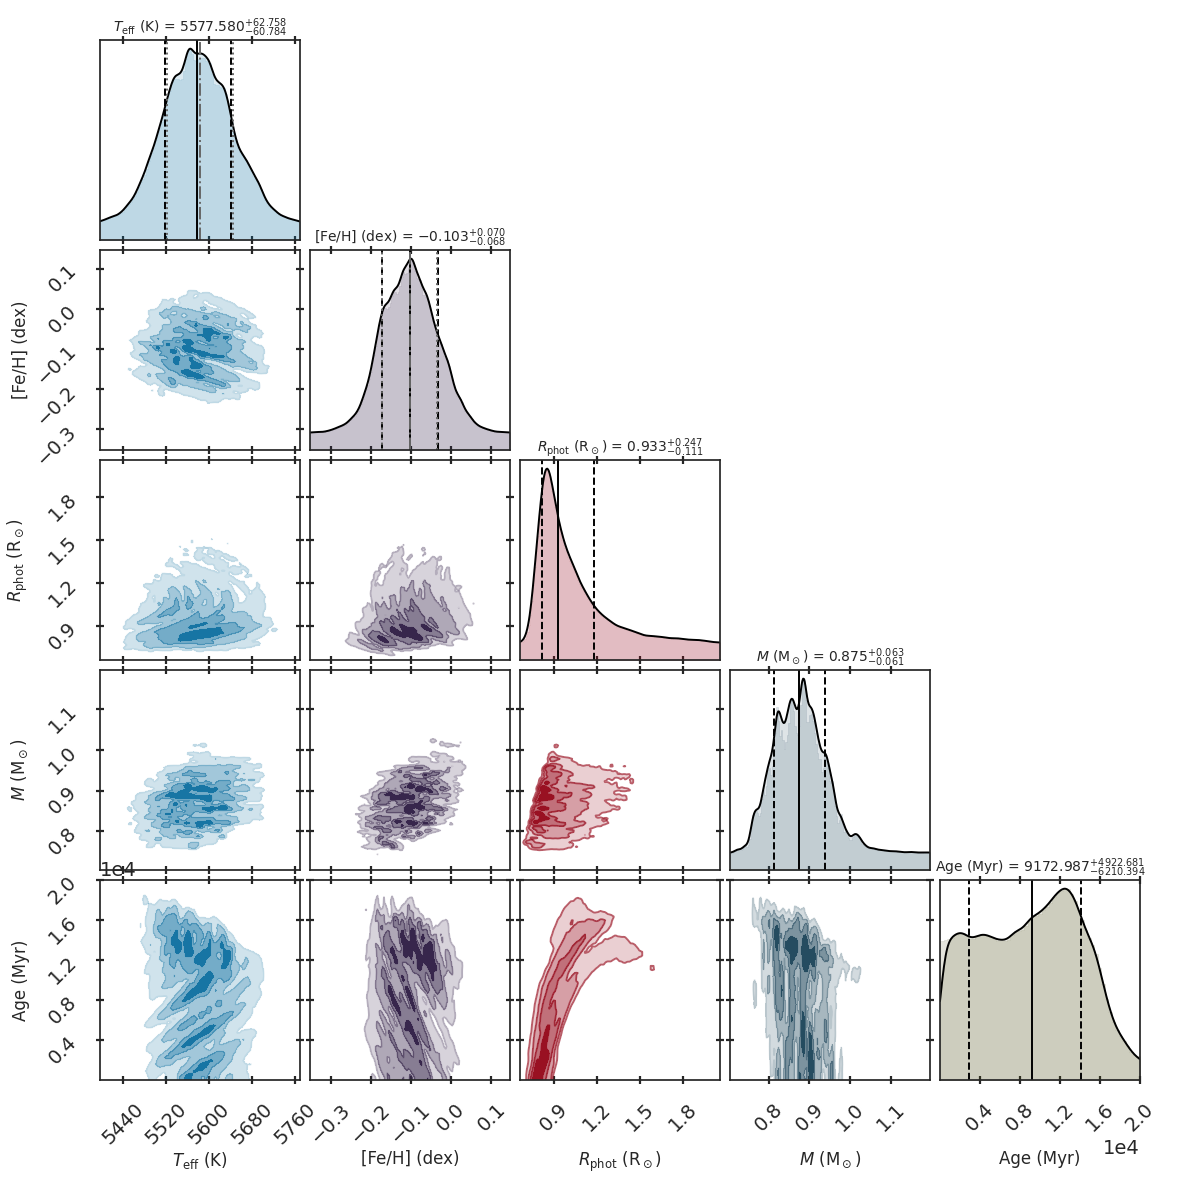 T_eff (K) = 5577.580 +62.758 −60.784
[Fe/H] (dex) = −0.103 +0.070 −0.068
0.1
0.0
−0.1
−0.2
−0.3
[Fe/H] (dex)
R_phot (R⊙) = 0.933 +0.247 −0.111
1.8
1.5
1.2
0.9
R_phot (R⊙)
M (M⊙) = 0.875 +0.063 −0.061
1.1
1.0
0.9
0.8
M (M⊙)
Age (Myr) = 9172.987 +4922.681 −6210.394
1e4
2.0
1.6
1.2
0.8
0.4
Age (Myr)
5440 5520 5600 5680 5760 −0.3 −0.2 −0.1 0.0 0.1 0.9 1.2 1.5 1.8 0.8 0.9 1.0 1.1 0.4 0.8 1.2 1.6 2.0
1e4
T_eff (K) [Fe/H] (dex) R_phot (R⊙) M (M⊙) Age (Myr)